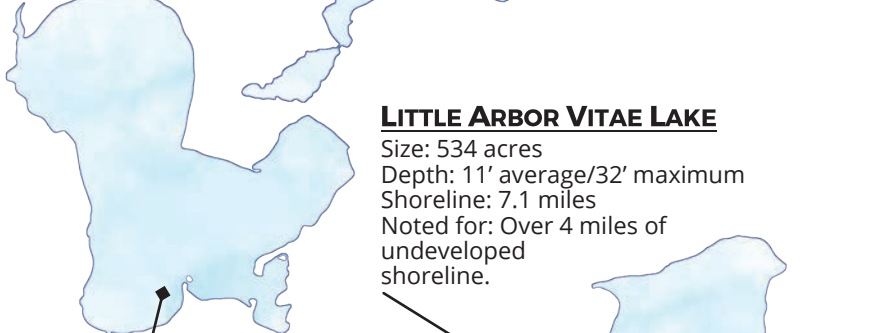 LITTLE ARBOR VITAE LAKE
Size: 534 acres
Depth: 11’ average/32’ maximum
Shoreline: 7.1 miles
Noted for: Over 4 miles of
undeveloped
shoreline.